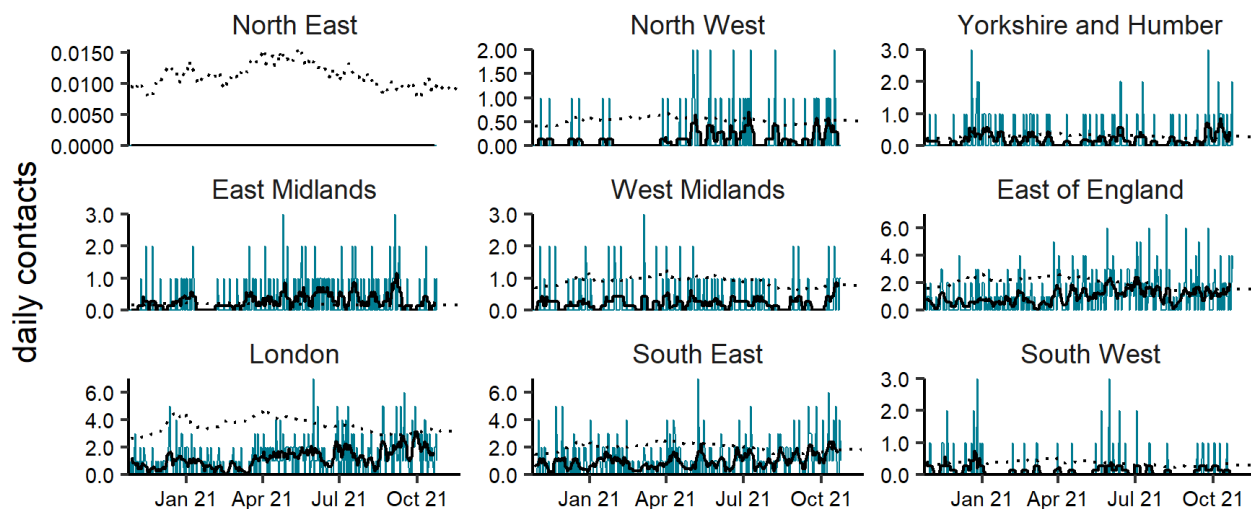 North East
North West
Yorkshire and Humber
0.0150
0.0100
0.0050
0.0000
2.00
1.50
1.00
0.50
0.00
3.0
2.0
1.0
0.0
daily contacts
East Midlands
West Midlands
East of England
3.0
2.0
1.0
0.0
3.0
2.0
1.0
0.0
6.0
4.0
2.0
0.0
London
South East
South West
6.0
4.0
2.0
0.0
6.0
4.0
2.0
0.0
3.0
2.0
1.0
0.0
Jan 21 Apr 21 Jul 21 Oct 21
Jan 21 Apr 21 Jul 21 Oct 21
Jan 21 Apr 21 Jul 21 Oct 21